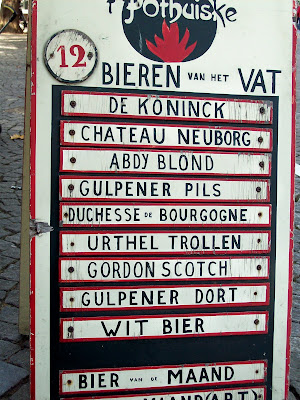 't Pothuiske
12
BIEREN VAN HET VAT
DE KONINCK
CHATEAU NEUBORG
ABDY BLOND
GULPENER PILS
DUCHESSE DE BOURGOGNE
URTHEL TROLLEN
GORDON SCOTCH
GULPENER DORT
WIT BIER
BIER VAN DE MAAND